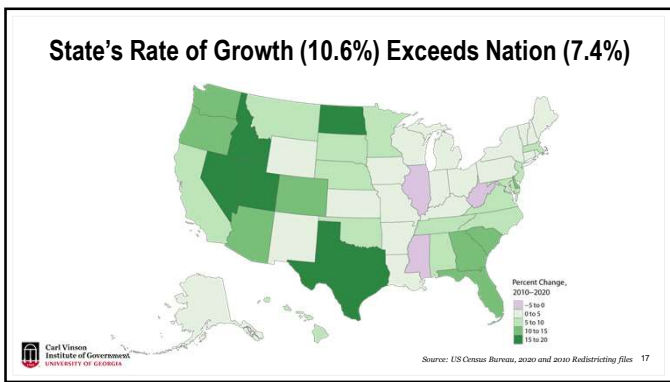 State's Rate of Growth (10.6%) Exceeds Nation (7.4%)
Percent Change,
2010–2020
−5 to 0
0 to 5
5 to 10
10 to 15
15 to 20
Carl Vinson
Institute of Government
UNIVERSITY OF GEORGIA
Source: US Census Bureau, 2020 and 2010 Redistricting files 17